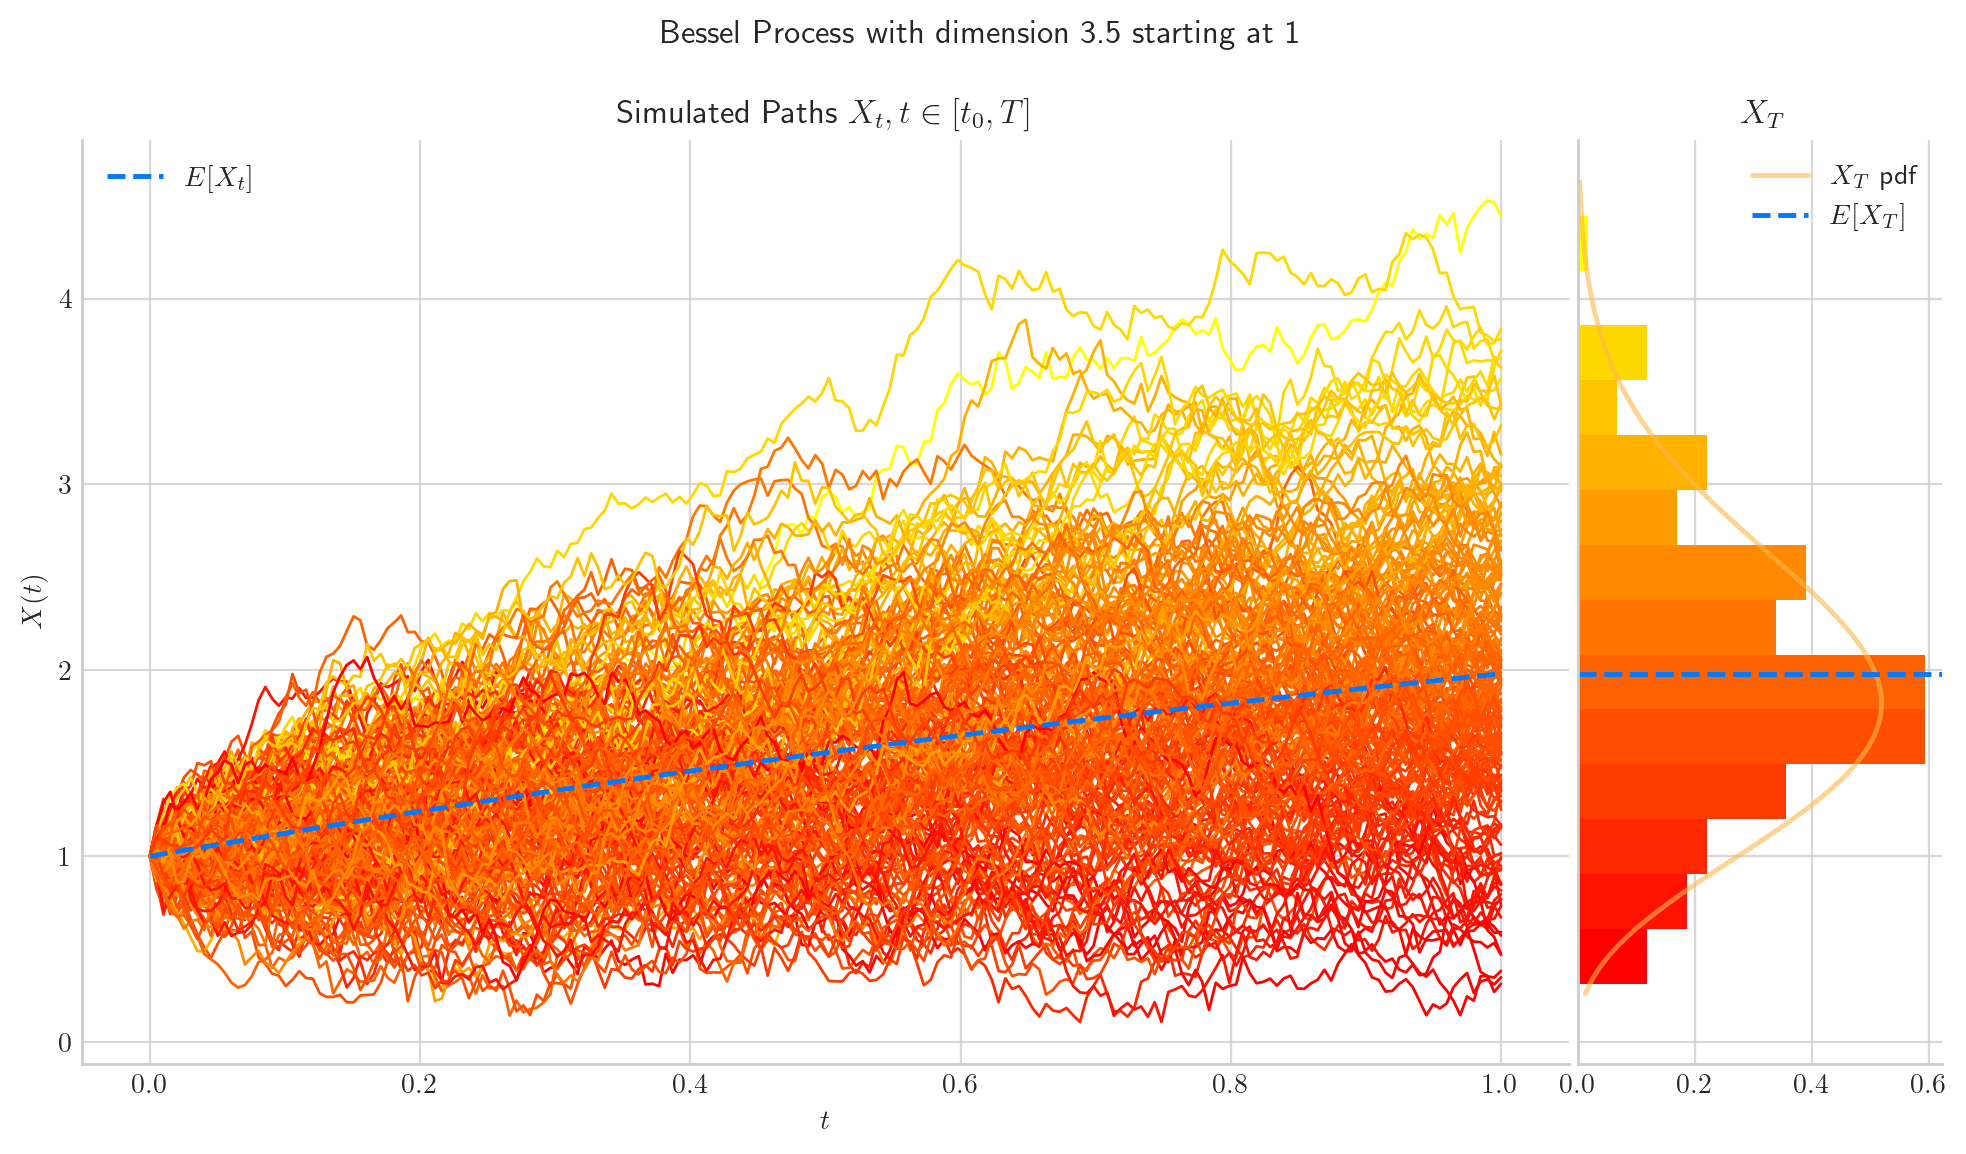 Bessel Process with dimension 3.5 starting at 1
Simulated Paths $X_t, t \in [t_0, T]$
$X_T$
$E[X_t]$
$X_T$ pdf
$E[X_T]$
4
3
2
1
0
$X(t)$
0.0 0.2 0.4 0.6 0.8 1.0
0.0 0.2 0.4 0.6
$t$